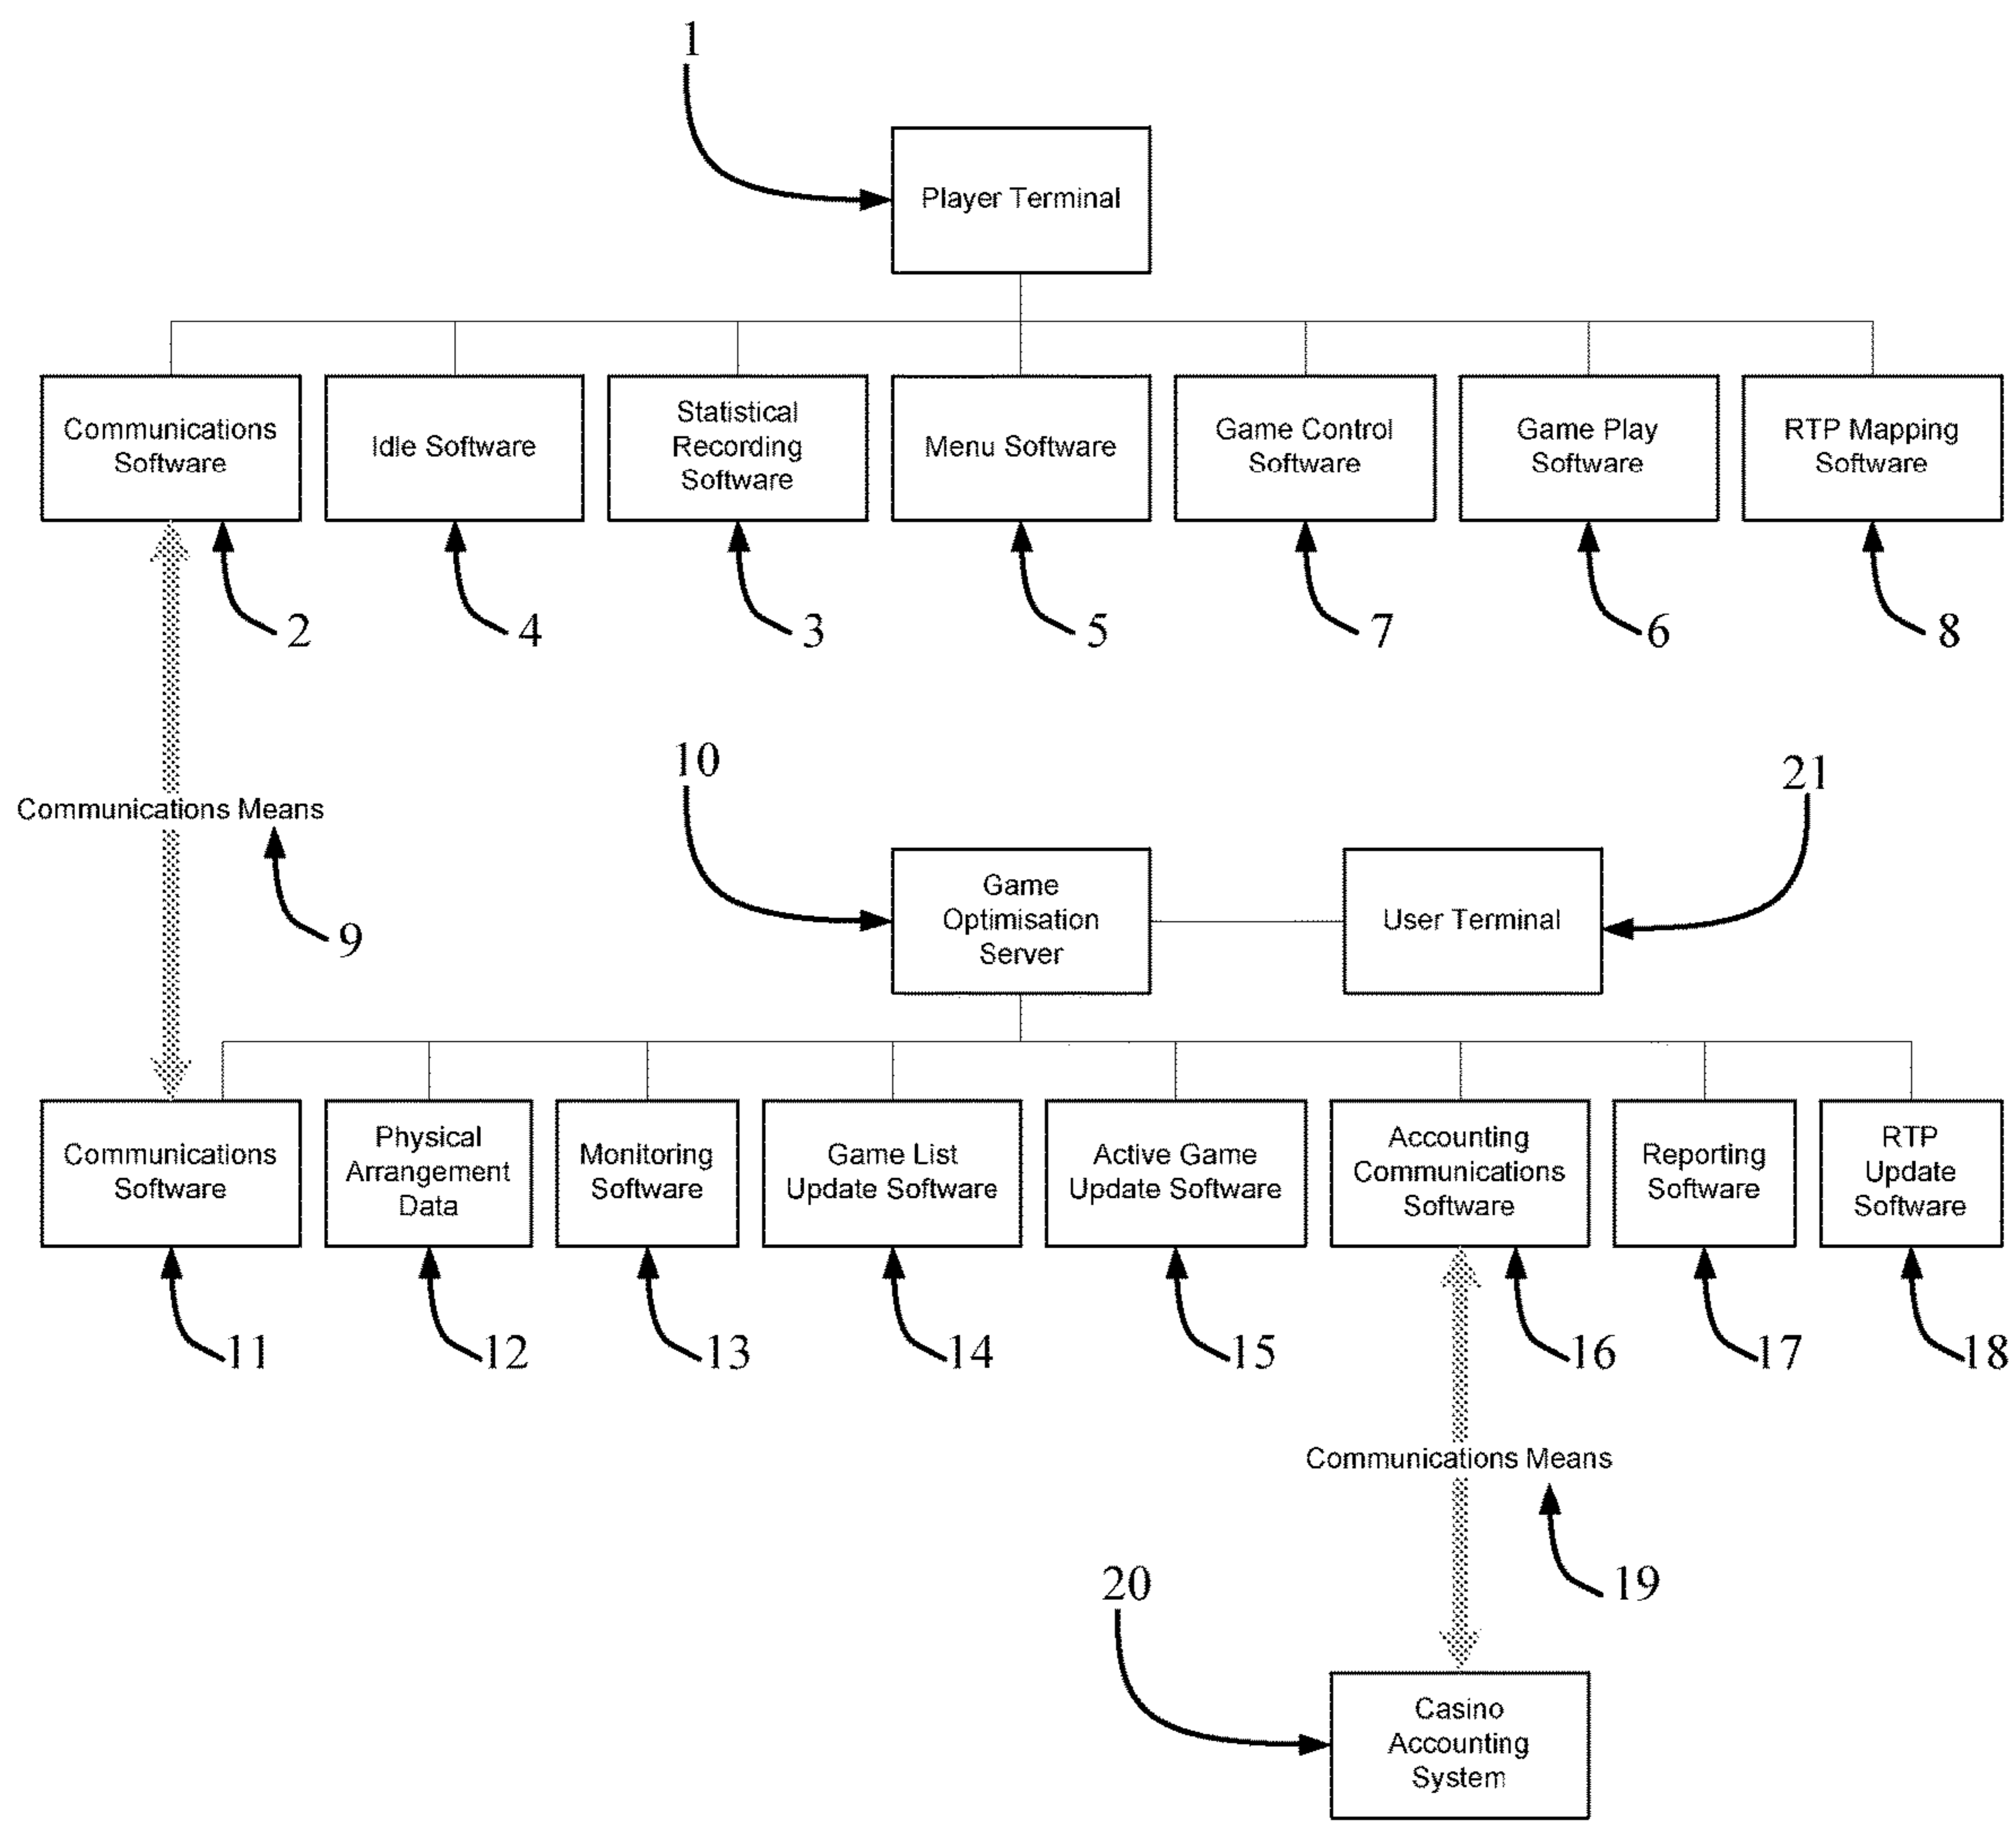 1
Player Terminal
Communications
Software
Idle Software
Statistical
Recording
Software
Menu Software
Game Control
Software
Game Play
Software
RTP Mapping
Software
2
4
3
5
7
6
8
Communications Means
9
10
21
Game
Optimisation
Server
User Terminal
Communications
Software
Physical
Arrangement
Data
Monitoring
Software
Game List
Update Software
Active Game
Update Software
Accounting
Communications
Software
Reporting
Software
RTP
Update
Software
11
12
13
14
15
16
17
18
Communications Means
19
20
Casino
Accounting
System